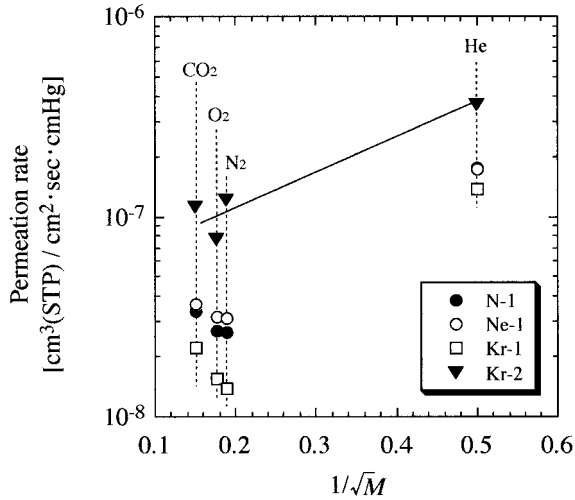 10⁻⁶
CO₂
He
O₂
N₂
Permeation rate
[cm³(STP) / cm²·sec·cmHg]
10⁻⁷
N-1
Ne-1
Kr-1
Kr-2
10⁻⁸
0.1 0.2 0.3 0.4 0.5 0.6
1/√M